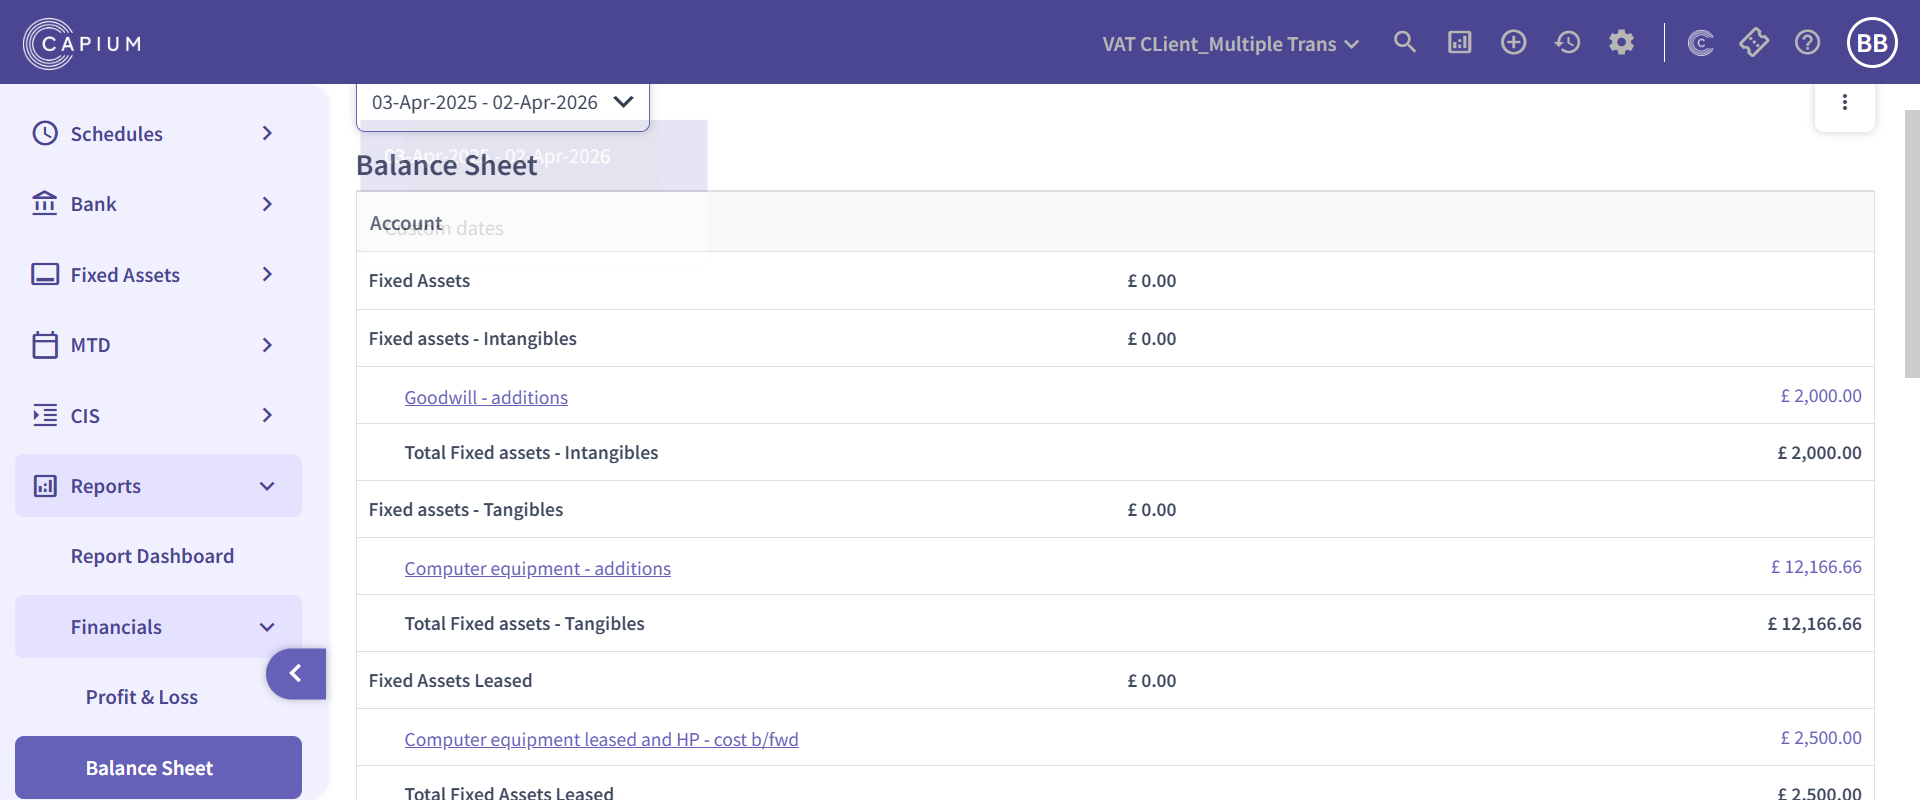 CAPIUM
VAT CLient_Multiple Trans
C
?
BB
Schedules
Bank
Fixed Assets
MTD
CIS
Reports
Report Dashboard
Financials
Profit & Loss
Balance Sheet
03-Apr-2025 - 02-Apr-2026
03-Apr-2025 - 02-Apr-2026
Balance Sheet
Account
Custom dates
Fixed Assets £ 0.00
Fixed assets - Intangibles £ 0.00
Goodwill - additions £ 2,000.00
Total Fixed assets - Intangibles £ 2,000.00
Fixed assets - Tangibles £ 0.00
Computer equipment - additions £ 12,166.66
Total Fixed assets - Tangibles £ 12,166.66
Fixed Assets Leased £ 0.00
Computer equipment leased and HP - cost b/fwd £ 2,500.00
Total Fixed Assets Leased £ 2,500.00